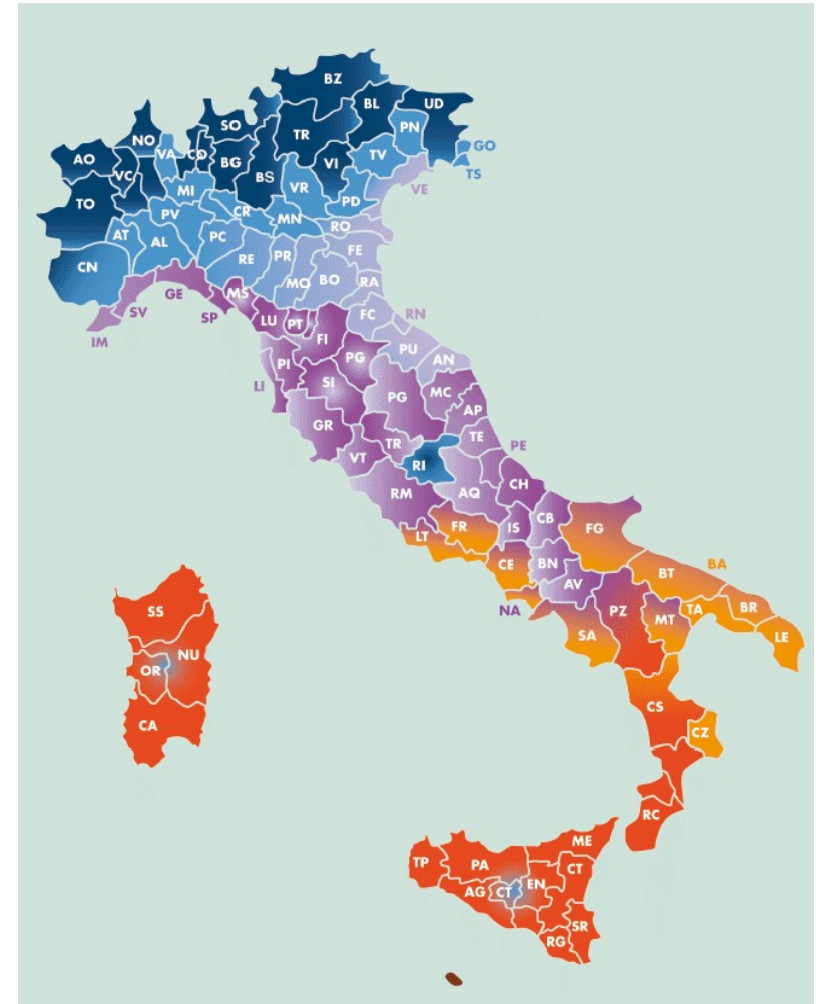 BZ
BL
UD
SO
TR
PN
NO
VA
CO
BG
BS
VI
TV
GO
TS
AO
VC
MI
VR
VE
TO
PV
CR
MN
PD
RO
AT
AL
PC
RE
PR
MO
BO
FE
RA
CN
GE
SV
SP
IM
MS
LU
PT
FI
FC
RN
PU
AN
LI
PI
SI
PG
PG
MC
AP
GR
VT
TR
RI
TE
PE
RM
AQ
CH
LT
FR
IS
CB
FG
CE
BN
AV
NA
SA
PZ
BT
BA
MT
TA
BR
LE
SS
NU
OR
CA
CS
CZ
RC
ME
TP
PA
AG
CT
EN
CT
SR
RG